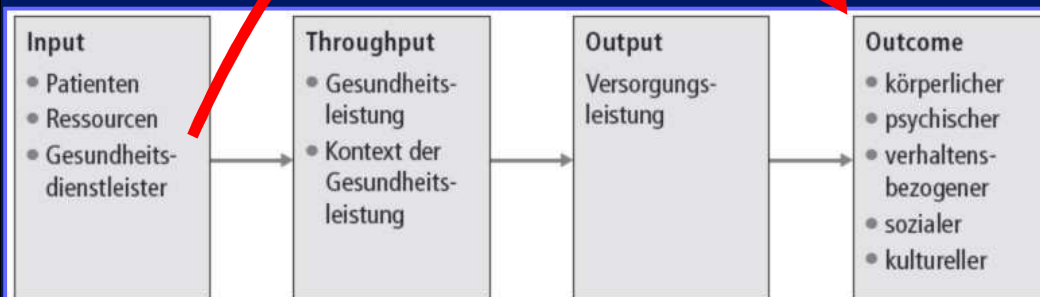 Input
• Patienten
• Ressourcen
• Gesundheits-
dienstleister
Throughput
• Gesundheits-
leistung
• Kontext der
Gesundheits-
leistung
Output
Versorgungs-
leistung
Outcome
• körperlicher
• psychischer
• verhaltens-
bezogener
• sozialer
• kultureller